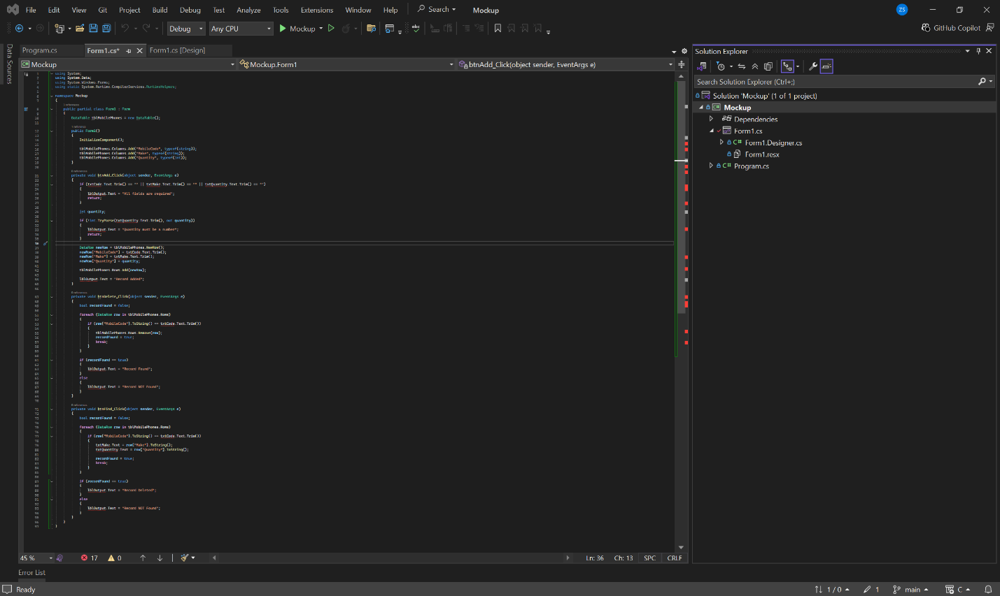 File Edit View Git Project Build Debug Test Analyze Tools Extensions Window Help Search Mockup ZS
Debug Any CPU Mockup GitHub Copilot
Data Sources
Program.cs Form1.cs* Form1.cs [Design]
Mockup Mockup.Form1 btnAdd_Click(object sender, EventArgs e)
using System;
using System.Data;
using System.Windows.Forms;
using static System.Runtime.CompilerServices.RuntimeHelpers;
namespace Mockup
{
public partial class Form1 : Form
{
DataTable tblMobilePhones = new DataTable();
1 reference
public Form1()
{
InitializeComponent();
tblMobilePhones.Columns.Add("MobileCode", typeof(string));
tblMobilePhones.Columns.Add("Make", typeof(string));
tblMobilePhones.Columns.Add("Quantity", typeof(int));
}
0 references
private void btnAdd_Click(object sender, EventArgs e)
{
if (txtCode.Text.Trim() == "" || txtMake.Text.Trim() == "" || txtQuantity.Text.Trim() == "")
{
lblOutput.Text = "All fields are required";
return;
}
int quantity;
if (!int.TryParse(txtQuantity.Text.Trim(), out quantity))
{
lblOutput.Text = "Quantity must be a number";
return;
}
DataRow newRow = tblMobilePhones.NewRow();
newRow["MobileCode"] = txtCode.Text.Trim();
newRow["Make"] = txtMake.Text.Trim();
newRow["Quantity"] = quantity;
tblMobilePhones.Rows.Add(newRow);
lblOutput.Text = "Record Added";
}
0 references
private void btnDelete_Click(object sender, EventArgs e)
{
bool recordFound = false;
foreach (DataRow row in tblMobilePhones.Rows)
{
if (row["MobileCode"].ToString() == txtCode.Text.Trim())
{
tblMobilePhones.Rows.Remove(row);
recordFound = true;
break;
}
}
if (recordFound == true)
{
lblOutput.Text = "Record Found";
}
else
{
lblOutput.Text = "Record NOT Found";
}
}
0 references
private void btnFind_Click(object sender, EventArgs e)
{
bool recordFound = false;
foreach (DataRow row in tblMobilePhones.Rows)
{
if (row["MobileCode"].ToString() == txtCode.Text.Trim())
{
txtMake.Text = row["Make"].ToString();
txtQuantity.Text = row["Quantity"].ToString();
recordFound = true;
break;
}
}
if (recordFound == true)
{
lblOutput.Text = "Record Deleted";
}
else
{
lblOutput.Text = "Record NOT Found";
}
}
}
}
45 % 17 0 Ln: 36 Ch: 13 SPC CRLF
Solution Explorer
Search Solution Explorer (Ctrl+;)
Solution 'Mockup' (1 of 1 project)
Mockup
Dependencies
Form1.cs
Form1.Designer.cs
Form1.resx
Program.cs
Error List
Ready 1 / 0 1 main C